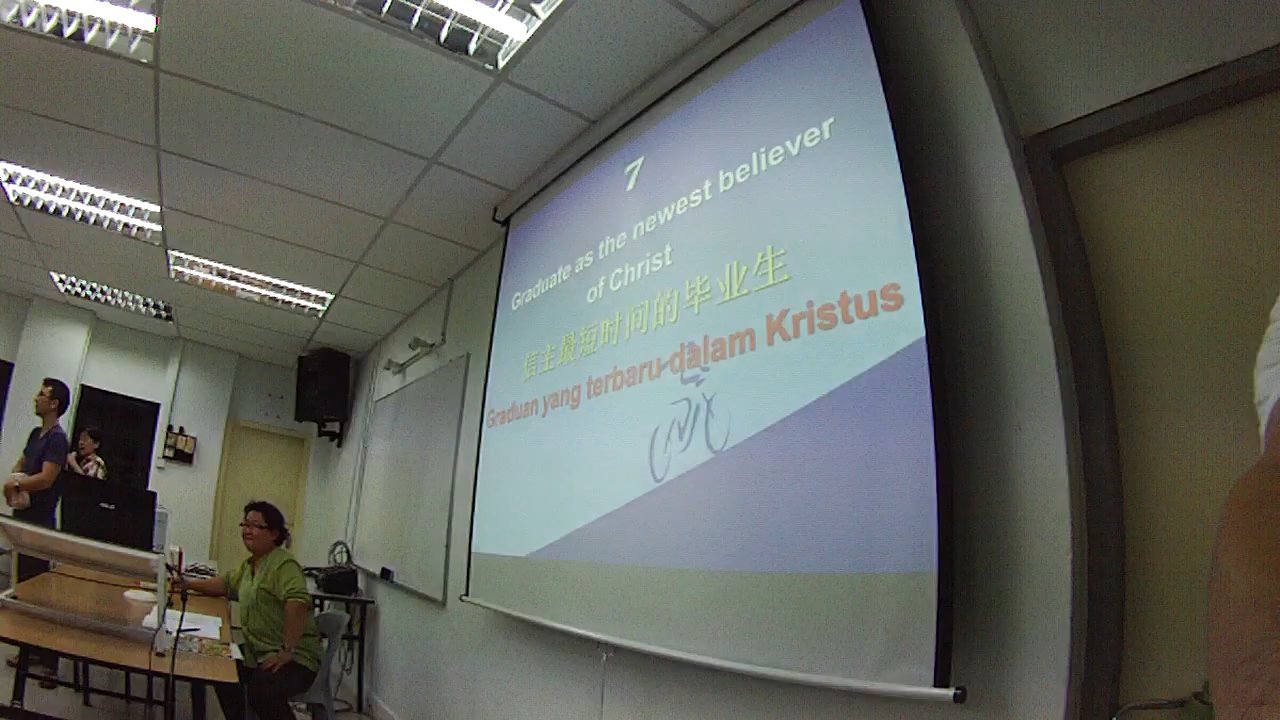 7
Graduate as the newest believer
of Christ
信主最短时间的毕业生
Graduan yang terbaru dalam Kristus
ASUS